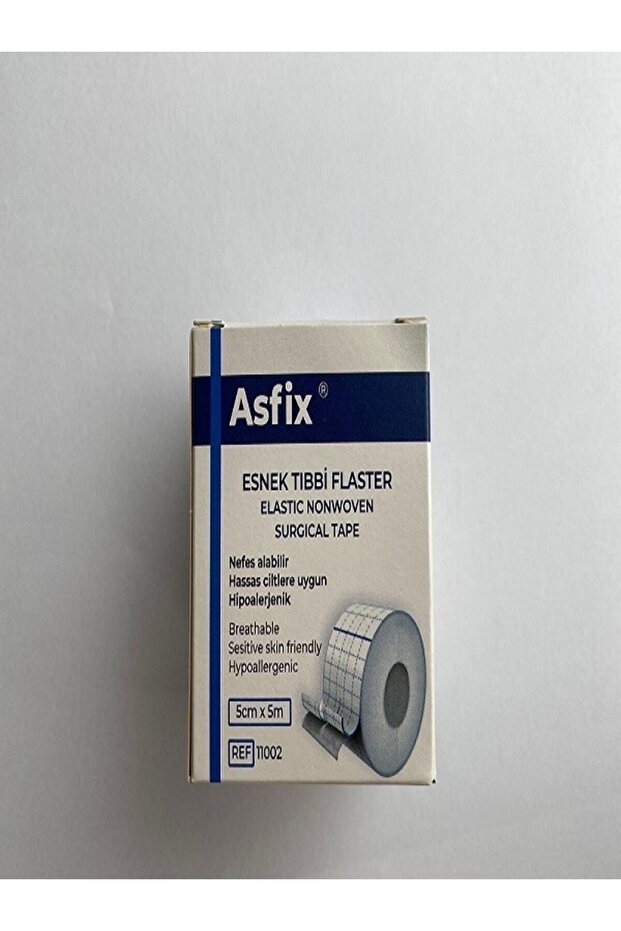 Asfix®
ESNEK TIBBİ FLASTER
ELASTIC NONWOVEN
SURGICAL TAPE
Nefes alabilir
Hassas ciltlere uygun
Hipoalerjenik
Breathable
Sesitive skin friendly
Hypoallergenic
5cm x 5m
REF 11002